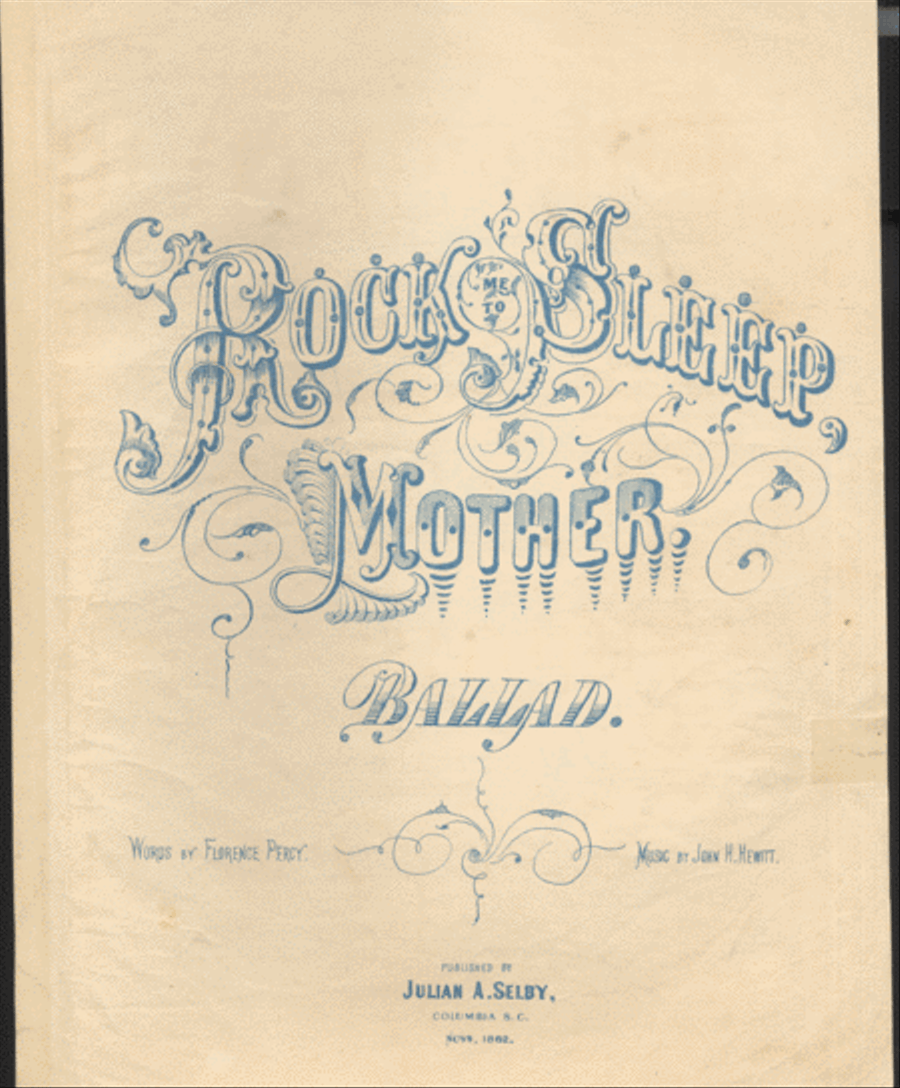 ROCK ME TO SLEEP,
MOTHER.
BALLAD.
WORDS BY FLORENCE PERCY.
MUSIC BY JOHN H. HEWITT.
PUBLISHED BY
JULIAN A. SELBY,
COLUMBIA S. C.
1862.